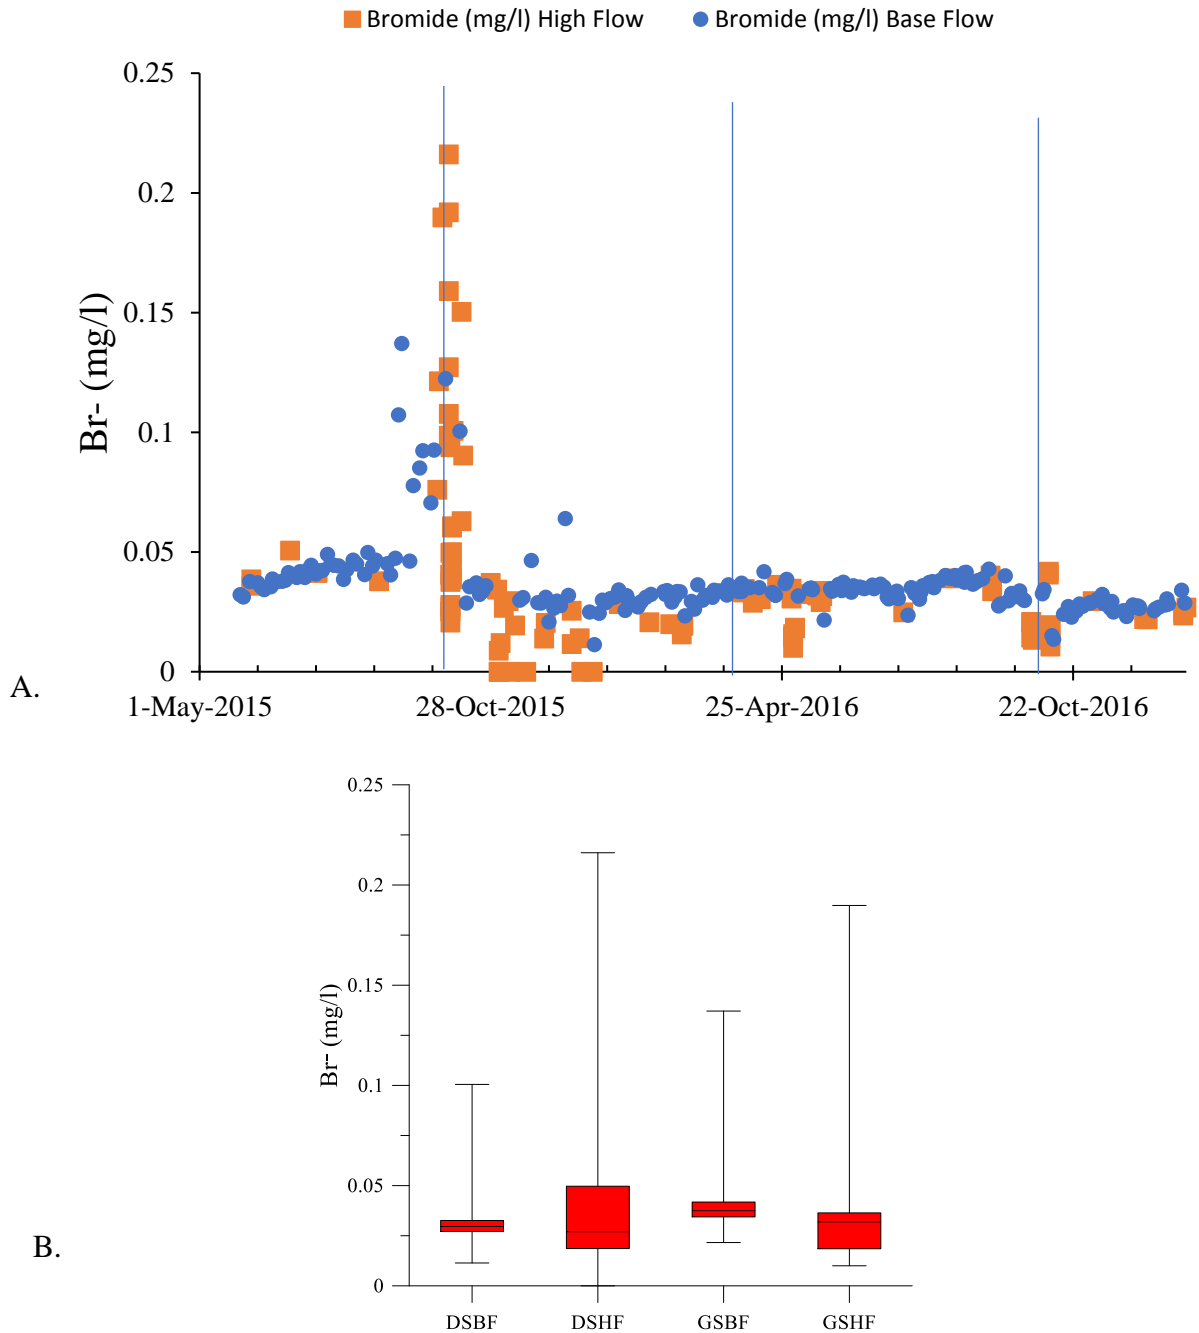 Bromide (mg/l) High Flow Bromide (mg/l) Base Flow
A.
Br- (mg/l)
0.25
0.2
0.15
0.1
0.05
0
1-May-2015 28-Oct-2015 25-Apr-2016 22-Oct-2016
B.
Br- (mg/l)
0.25
0.2
0.15
0.1
0.05
0
DSBF DSHF GSBF GSHF